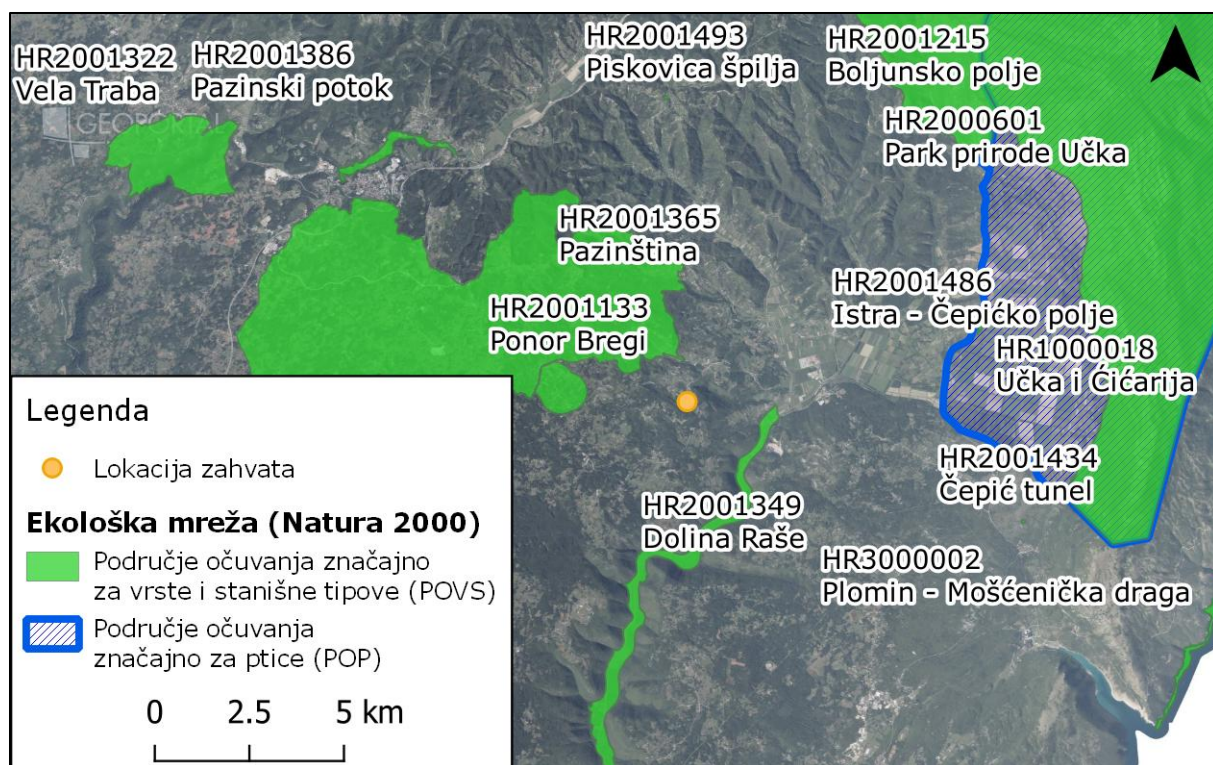 HR2001322
Vela Traba
HR2001386
Pazinski potok
HR2001493
Piskovica špilja
HR2001215
Boljunsko polje
GEOPORTAL
HR2000601
Park prirode Učka
HR2001365
Pazinština
HR2001486
Istra - Čepićko polje
HR2001133
Ponor Bregi
HR1000018
Učka i Ćićarija
HR2001434
Čepić tunel
HR2001349
Dolina Raše
HR3000002
Plomin - Mošćenička draga
Legenda
Lokacija zahvata
Ekološka mreža (Natura 2000)
Područje očuvanja značajno
za vrste i stanišne tipove (POVS)
Područje očuvanja
značajno za ptice (POP)
0 2.5 5 km